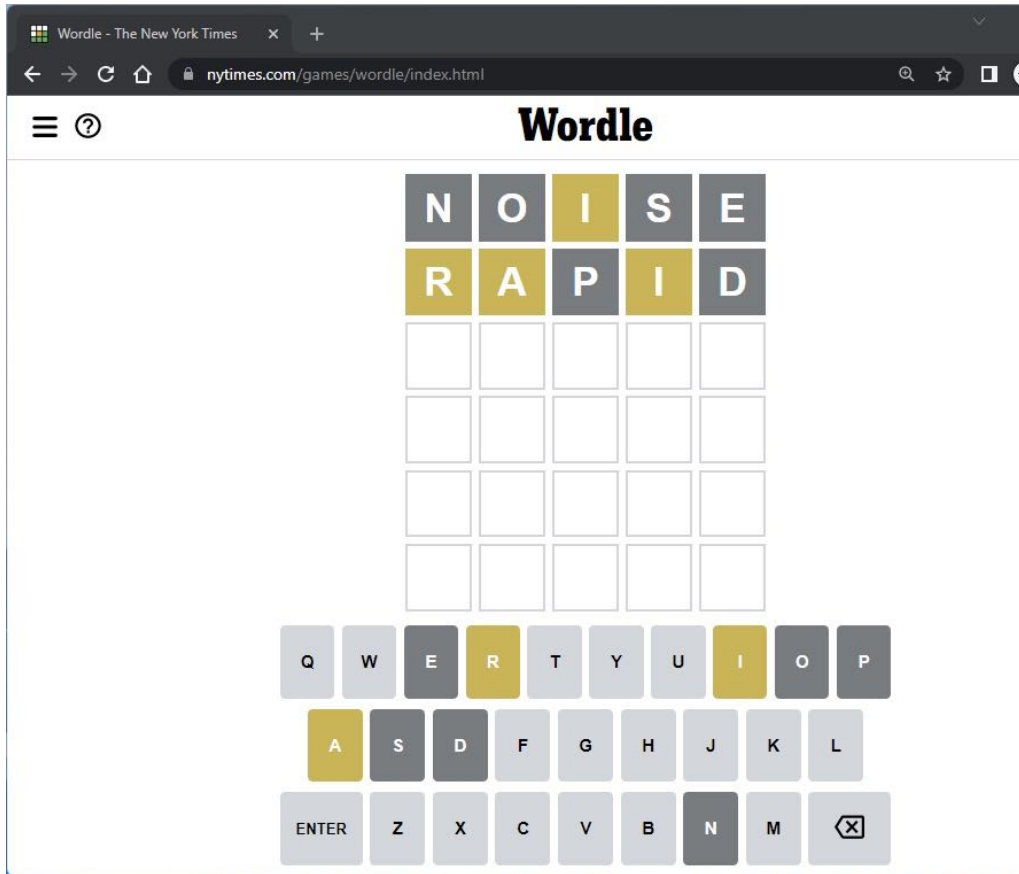 Wordle - The New York Times
nytimes.com/games/wordle/index.html
Wordle
N O I S E
R A P I D
Q W E R T Y U I O P
A S D F G H J K L
ENTER Z X C V B N M